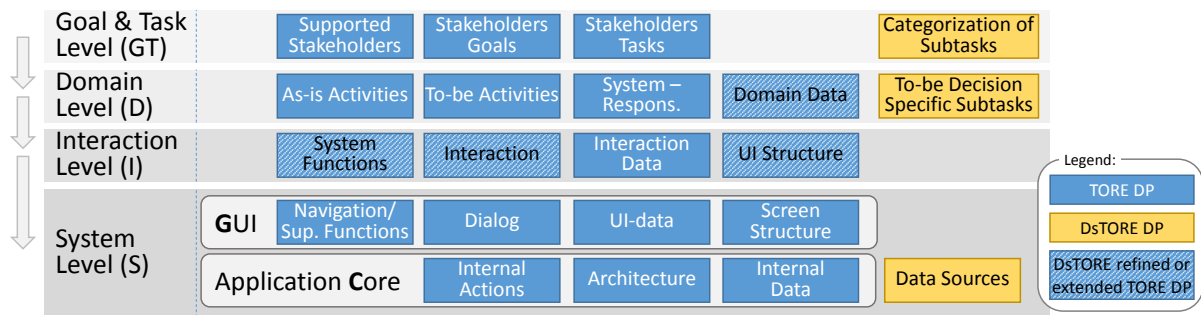 Goal & Task
Level (GT)
Supported
Stakeholders
Stakeholders
Goals
Stakeholders
Tasks
Categorization of
Subtasks
Domain
Level (D)
As-is Activities
To-be Activities
System –
Respons.
Domain Data
To-be Decision
Specific Subtasks
Interaction
Level (I)
System
Functions
Interaction
Interaction
Data
UI Structure
System
Level (S)
GUI
Navigation/
Sup. Functions
Dialog
UI-data
Screen
Structure
Application Core
Internal
Actions
Architecture
Internal
Data
Data Sources
Legend:
TORE DP
DsTORE DP
DsTORE refined or
extended TORE DP